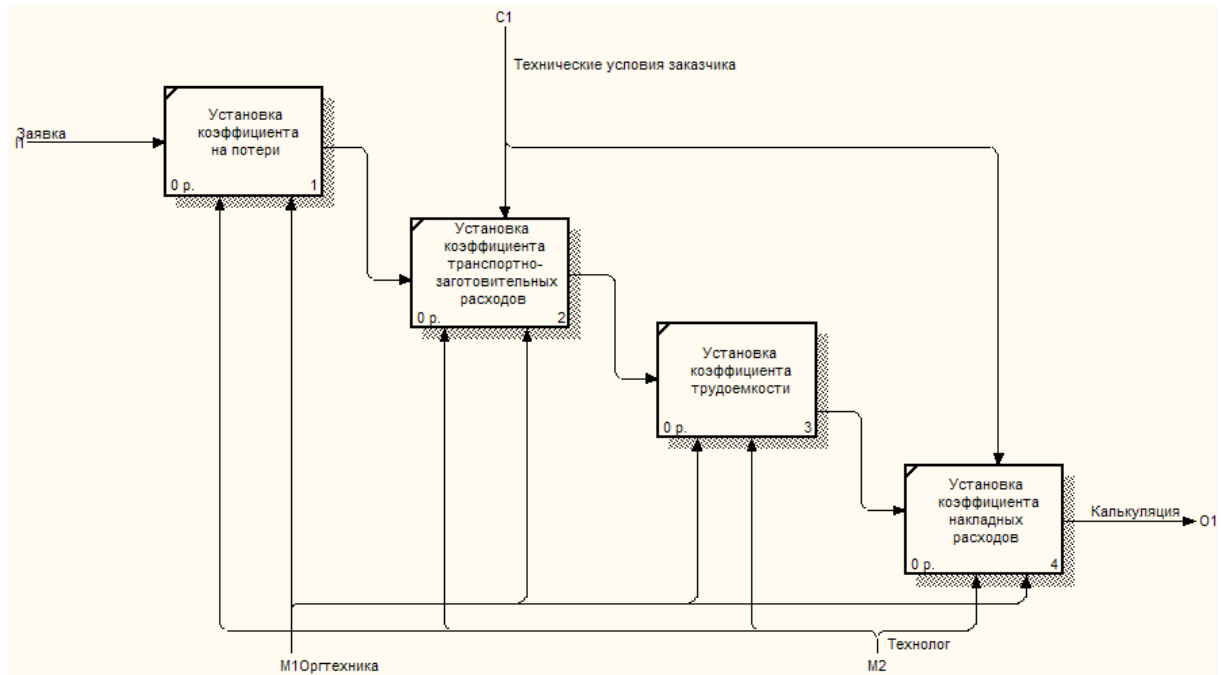 C1
Технические условия заказчика
Заявка
I1
Установка
коэффициента
на потери
0 р.
1
Установка
коэффициента
транспортно-
заготовительных
расходов
0 р.
2
Установка
коэффициента
трудоемкости
0 р.
3
Установка
коэффициента
накладных
расходов
0 р.
4
Калькуляция
O1
Технолог
M1Оргтехника
M2